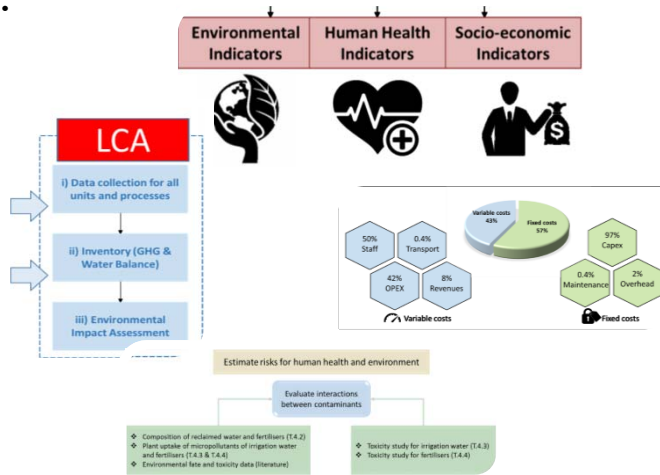 Environmental
Indicators
Human Health
Indicators
Socio-economic
Indicators
$
LCA
i) Data collection for all
units and processes
ii) Inventory (GHG &
Water Balance)
iii) Environmental
Impact Assessment
Variable costs
43%
Fixed costs
57%
50%
Staff
0.4%
Transport
42%
OPEX
8%
Revenues
Variable costs
97%
Capex
0.4%
Maintenance
2%
Overhead
Fixed costs
Estimate risks for human health and environment
Evaluate interactions
between contaminants
❖ Composition of reclaimed water and fertilisers (T.4.2)
❖ Plant uptake of micropollutants of irrigation water
and fertilisers (T.4.3 & T.4.4)
❖ Environmental fate and toxicity data (literature)
❖ Toxicity study for irrigation water (T.4.3)
❖ Toxicity study for fertilisers (T.4.4)